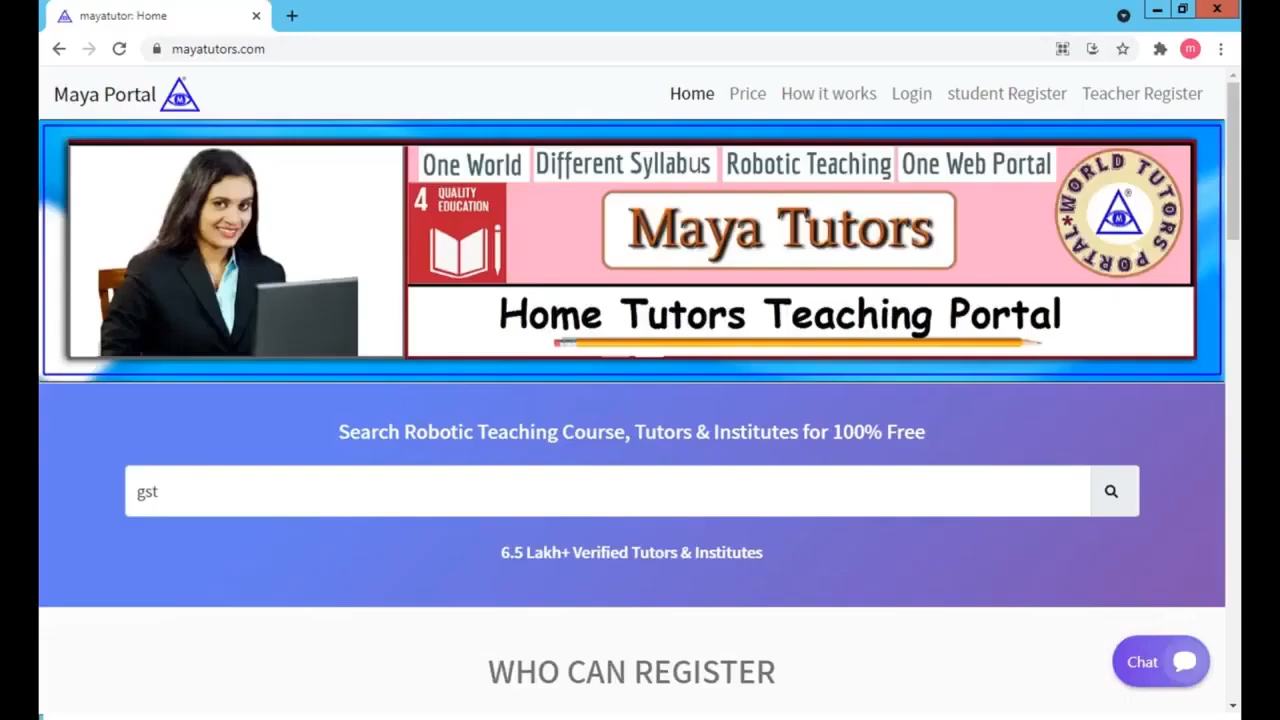 mayatutor: Home
mayatutors.com
m
Maya Portal
M
Home Price How it works Login student Register Teacher Register
One World Different Syllabus Robotic Teaching One Web Portal
4 QUALITY
EDUCATION
Maya Tutors
WORLD TUTORS PORTAL*
M
Home Tutors Teaching Portal
Search Robotic Teaching Course, Tutors & Institutes for 100% Free
gst
6.5 Lakh+ Verified Tutors & Institutes
WHO CAN REGISTER
Chat